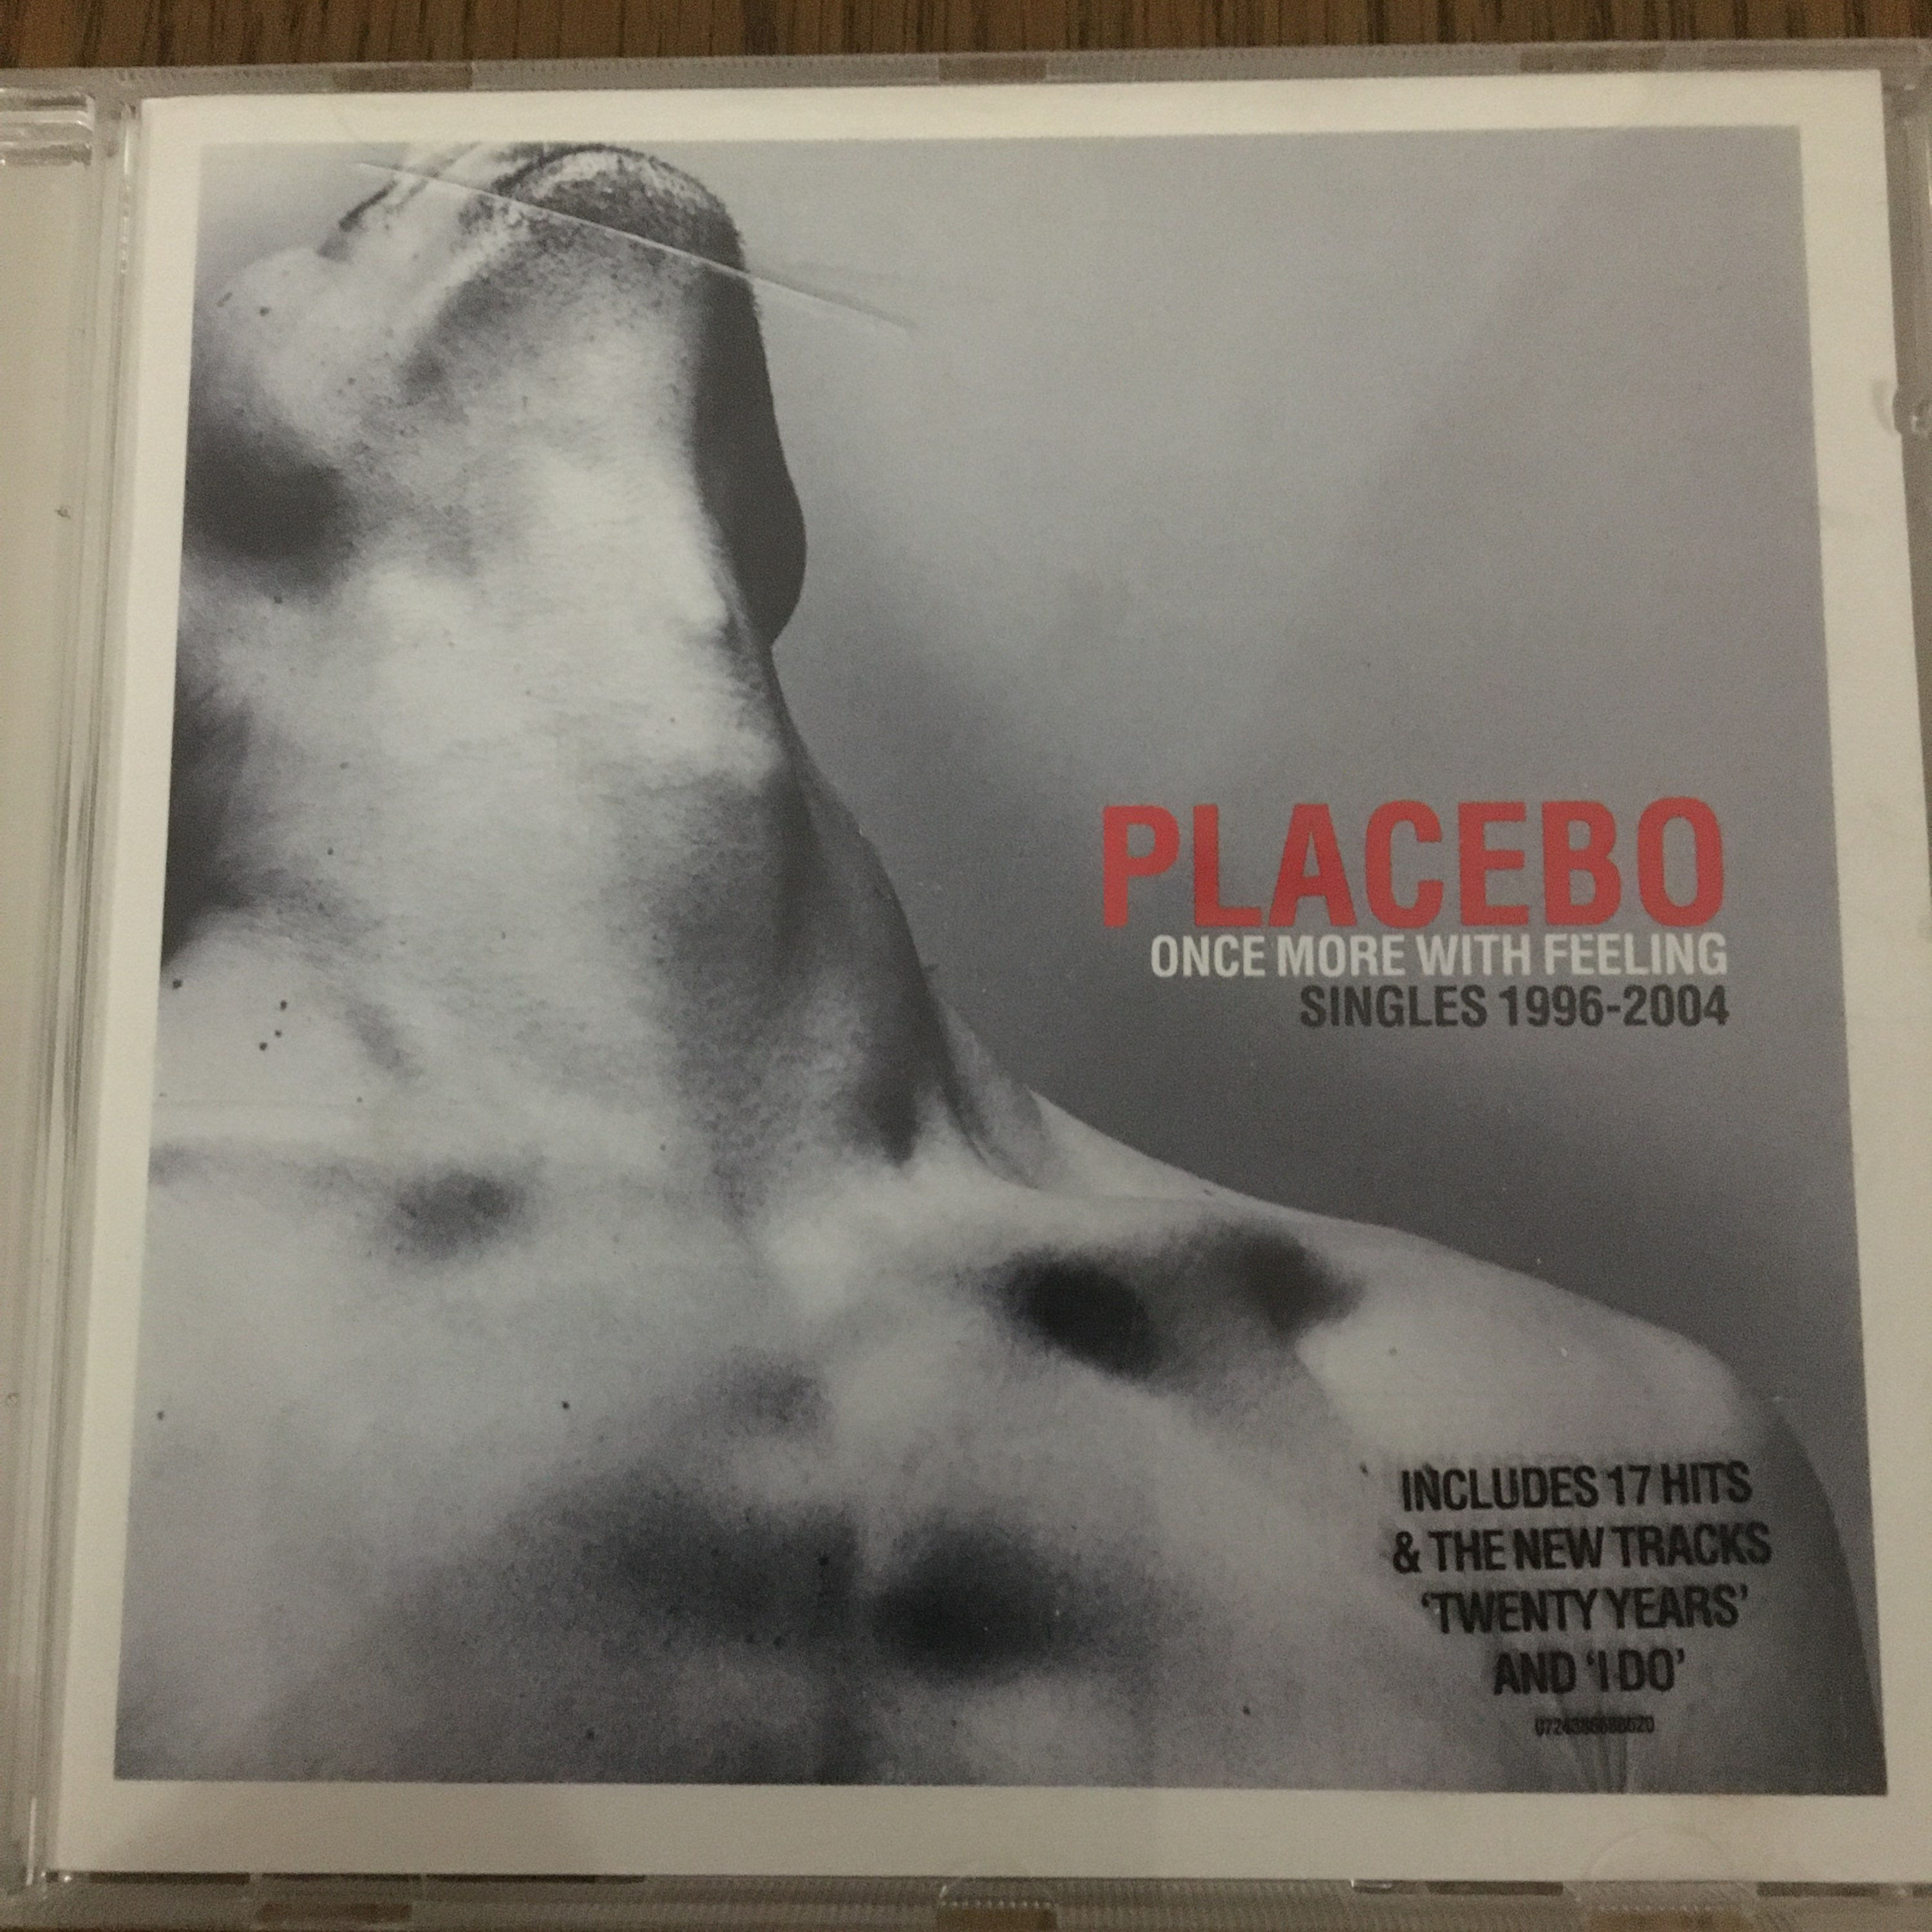 PLACEBO
ONCE MORE WITH FEELING
SINGLES 1996-2004
INCLUDES 17 HITS
& THE NEW TRACKS
‘TWENTY YEARS’
AND ‘I DO’